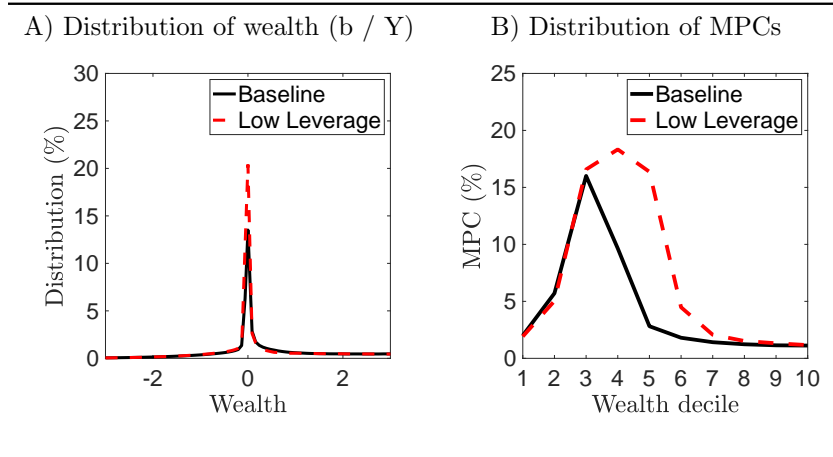 A) Distribution of wealth (b / Y)
30
25
20
15
10
5
0
Distribution (%)
-2
0
2
Wealth
Baseline
Low Leverage
B) Distribution of MPCs
25
20
15
10
5
0
MPC (%)
1 2 3 4 5 6 7 8 9 10
Wealth decile
Baseline
Low Leverage